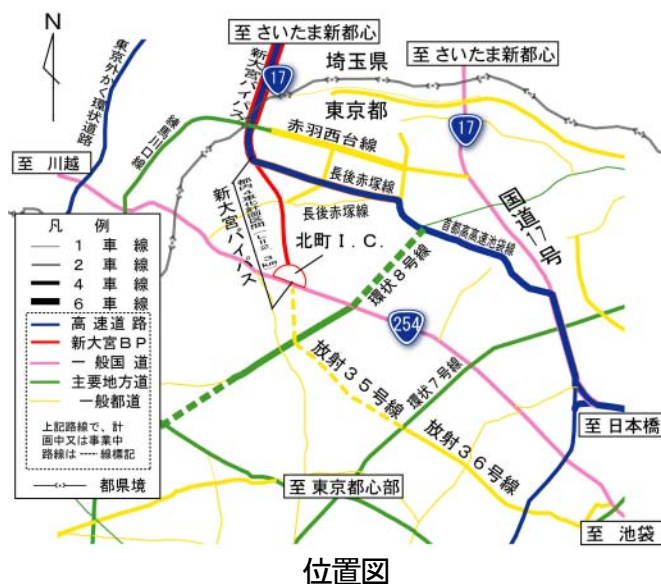 N
至 さいたま新都心
至 さいたま新都心
埼玉県
東京都
17
17
東京外かく環状道路
新大宮バイパス
練馬川口線
赤羽西台線
至 川越
長後赤塚線
長後赤塚線
新大宮バイパス
国道17号
首都高高速池袋線
北町I.C.
環状8号線
254
凡 例
1 車 線
2 車 線
4 車 線
6 車 線
高 速 道 路
新大宮BP
一 般 国 道
主要地方道
一般都道
上記路線で、計
画中又は事業中
路線は----線標記
都県境
放射35号線
環状7号線
放射36号線
至 日本橋
至 東京都心部
至 池袋
位置図